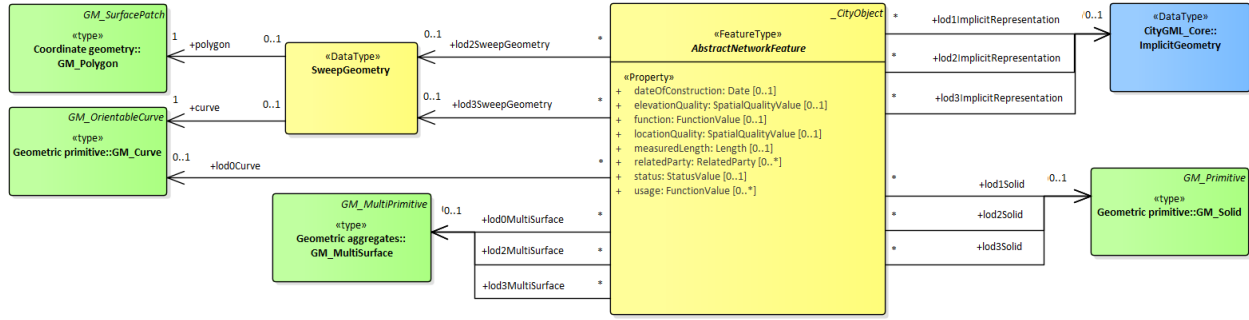 GM_SurfacePatch
«type»
Coordinate geometry::
GM_Polygon
1
+polygon
0..1
«DataType»
SweepGeometry
0..1
+lod2SweepGeometry
*
0..1
+lod3SweepGeometry
*
GM_OrientableCurve
«type»
Geometric primitive::GM_Curve
1
+curve
0..1
0..1
+lod0Curve
*
GM_MultiPrimitive
«type»
Geometric aggregates::
GM_MultiSurface
0..1
+lod0MultiSurface
*
+lod2MultiSurface
*
+lod3MultiSurface
*
_CityObject
«FeatureType»
AbstractNetworkFeature
«Property»
+ dateOfConstruction: Date [0..1]
+ elevationQuality: SpatialQualityValue [0..1]
+ function: FunctionValue [0..1]
+ locationQuality: SpatialQualityValue [0..1]
+ measuredLength: Length [0..1]
+ relatedParty: RelatedParty [0..*]
+ status: StatusValue [0..1]
+ usage: FunctionValue [0..*]
*
+lod1ImplicitRepresentation
0..1
*
+lod2ImplicitRepresentation
*
+lod3ImplicitRepresentation
«DataType»
CityGML_Core::
ImplicitGeometry
*
+lod1Solid
0..1
*
+lod2Solid
*
+lod3Solid
GM_Primitive
«type»
Geometric primitive::GM_Solid